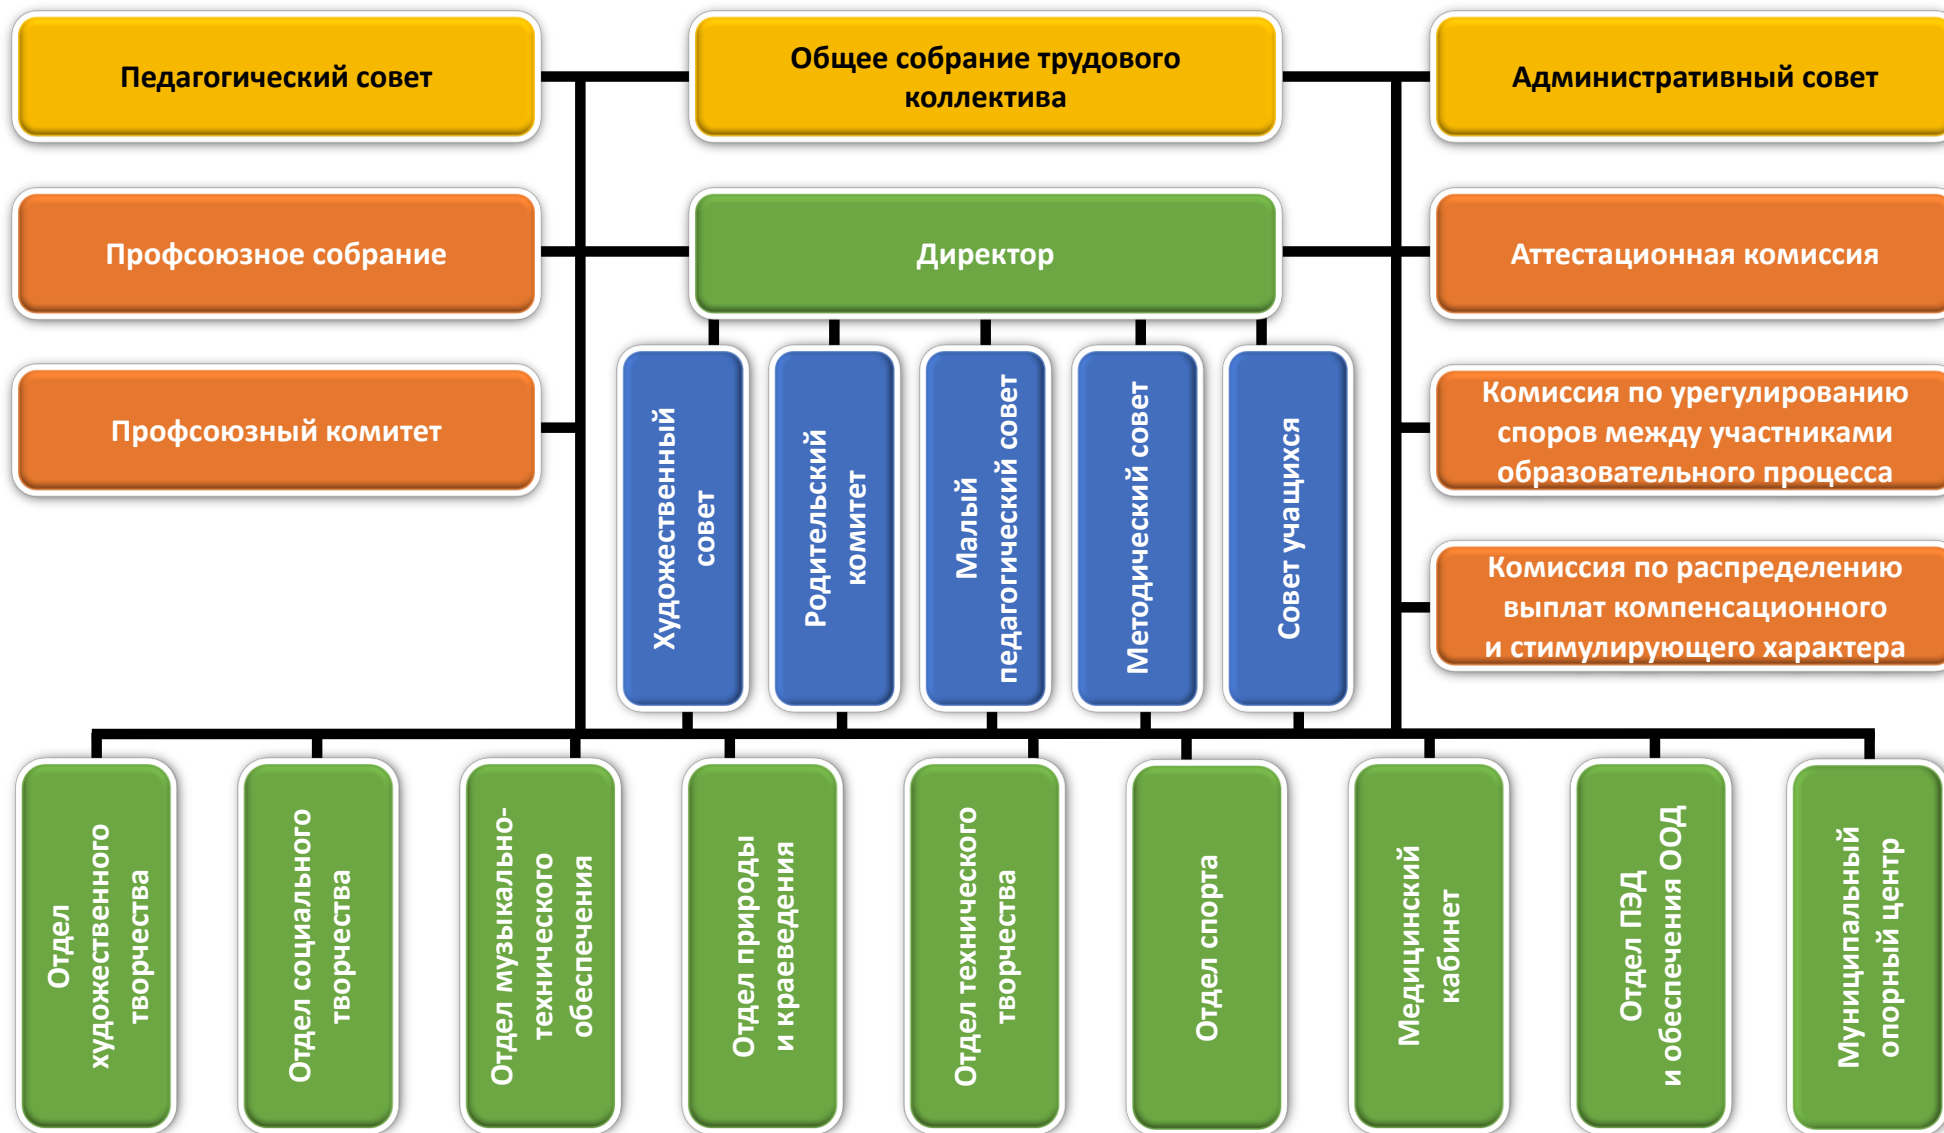 Педагогический совет
Общее собрание трудового
коллектива
Административный совет
Профсоюзное собрание
Директор
Аттестационная комиссия
Профсоюзный комитет
Комиссия по урегулированию
споров между участниками
образовательного процесса
Комиссия по распределению
выплат компенсационного
и стимулирующего характера
Художественный
совет
Родительский
комитет
Малый
педагогический совет
Методический совет
Совет учащихся
Отдел
художественного
творчества
Отдел социального
творчества
Отдел музыкально-
технического
обеспечения
Отдел природы
и краеведения
Отдел технического
творчества
Отдел спорта
Медицинский
кабинет
Отдел ПЭД
и обеспечения ООД
Муниципальный
опорный центр